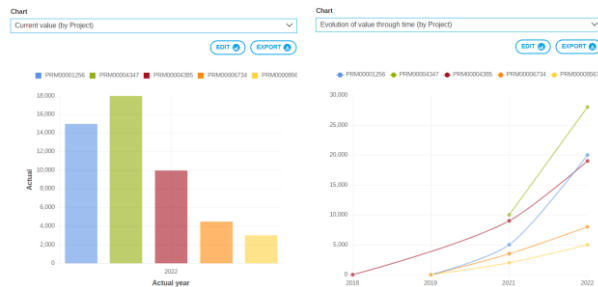 Chart
Current value (by Project)
EDIT
EXPORT
PRM00001256 PRM00004347 PRM00004385 PRM00006734
18,000
16,000
14,000
12,000
10,000
8,000
6,000
4,000
2,000
0
Actual
2022
Actual year
Chart
Evolution of value through time (by Project)
EDIT
EXPORT
PRM00001256 PRM00004347 PRM00004385 PRM00006734
30,000
25,000
20,000
15,000
10,000
5,000
0
2018 2019 2021 2022